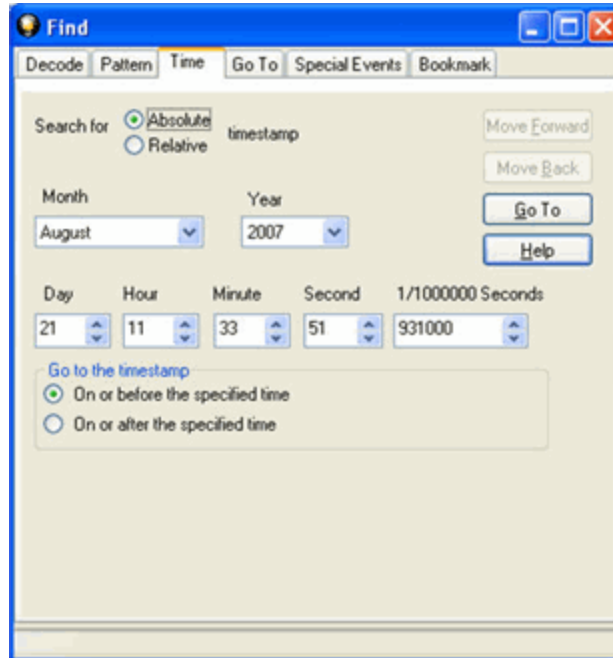 Find
Decode Pattern Time Go To Special Events Bookmark
Search for Absolute timestamp Move Forward
Relative
Move Back
Month Year Go To
August 2007
Help
Day Hour Minute Second 1/1000000 Seconds
21 11 33 51 931000
Go to the timestamp
On or before the specified time
On or after the specified time